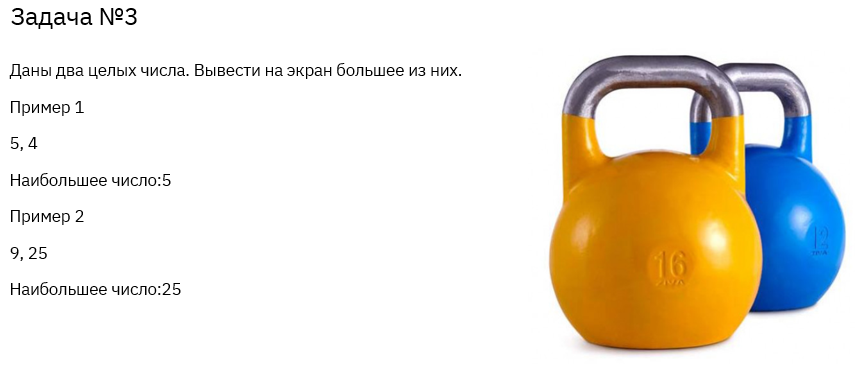 Задача №3
Даны два целых числа. Вывести на экран большее из них.
Пример 1
5, 4
Наибольшее число:5
Пример 2
9, 25
Наибольшее число:25
16